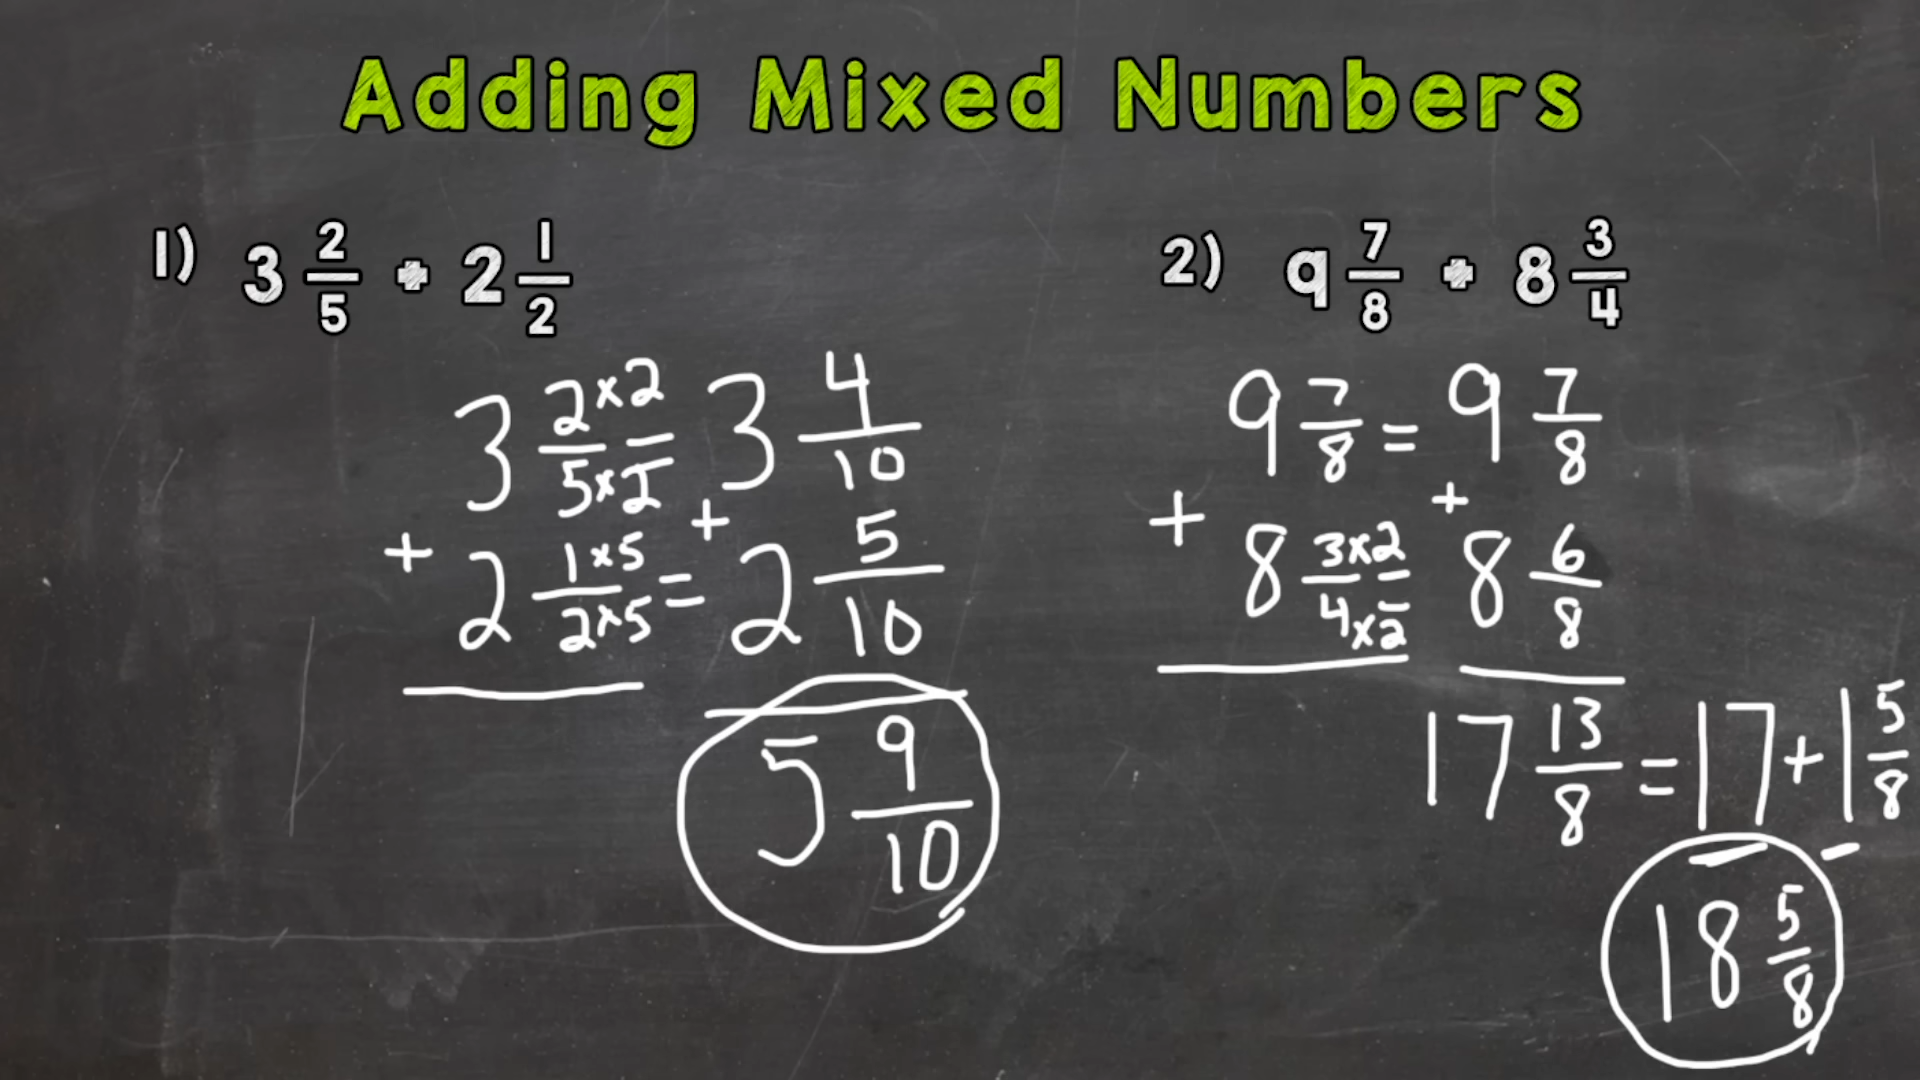 Adding Mixed Numbers
1) 3 2/5 + 2 1/2
3 2×2/5×2 = 3 4/10
+ 2 1×5/2×5 = + 2 5/10
5 9/10
2) 9 7/8 + 8 3/4
9 7/8 = 9 7/8
+ 8 3×2/4×2 = + 8 6/8
17 13/8 = 17 + 1 5/8
18 5/8